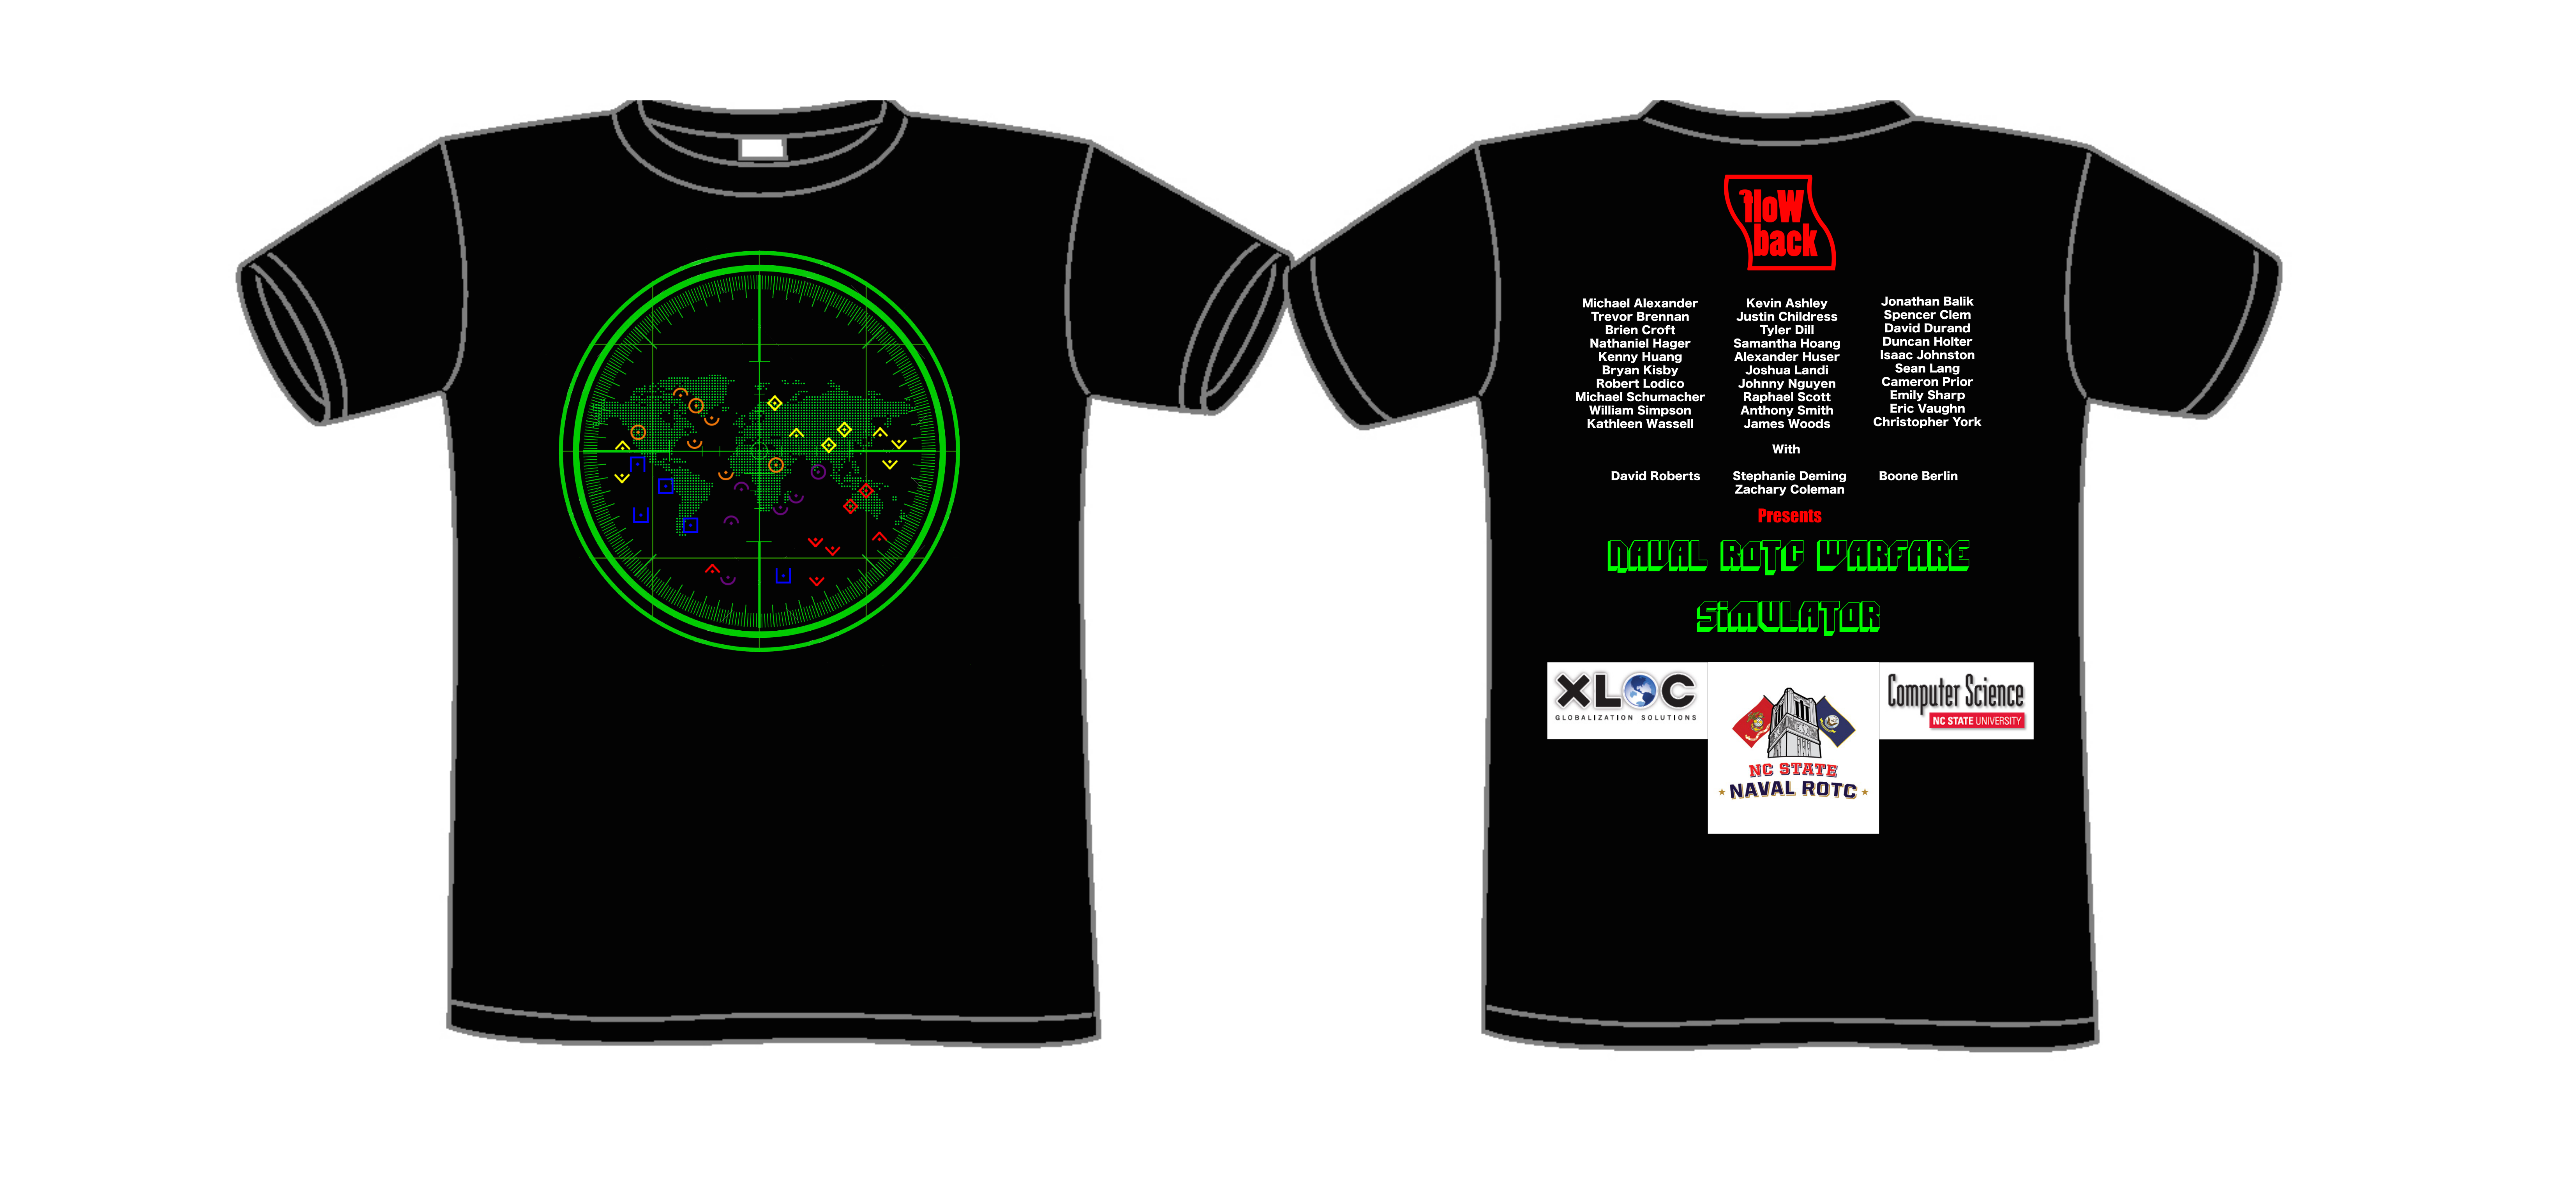 flow
back
Michael Alexander
Trevor Brennan
Brien Croft
Nathaniel Hager
Kenny Huang
Bryan Kisby
Robert Lodico
Michael Schumacher
William Simpson
Kathleen Wassell
Kevin Ashley
Justin Childress
Tyler Dill
Samantha Hoang
Alexander Huser
Joshua Landi
Johnny Nguyen
Raphael Scott
Anthony Smith
James Woods
Jonathan Balik
Spencer Clem
David Durand
Duncan Holter
Isaac Johnston
Sean Lang
Cameron Prior
Emily Sharp
Eric Vaughn
Christopher York
With
David Roberts
Stephanie Deming
Zachary Coleman
Boone Berlin
Presents
NAVAL ROTC WARFARE
SiMULATOR
XLOC
GLOBALIZATION SOLUTIONS
NC STATE
NAVAL ROTC
Computer Science
NC STATE UNIVERSITY